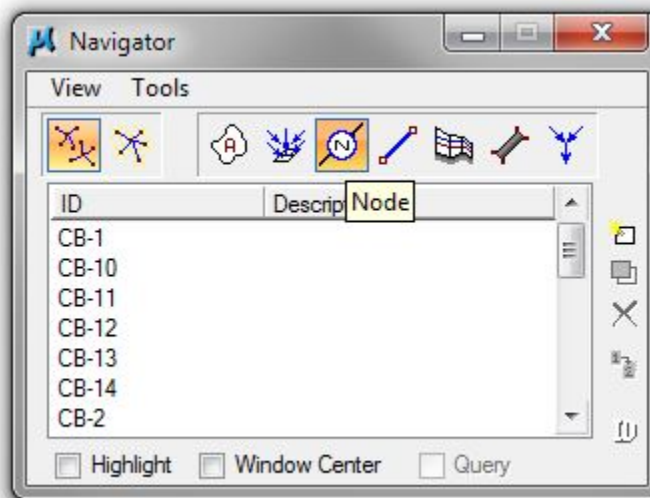 Navigator
View Tools
ID Descrip
Node
CB-1
CB-10
CB-11
CB-12
CB-13
CB-14
CB-2
Highlight Window Center Query